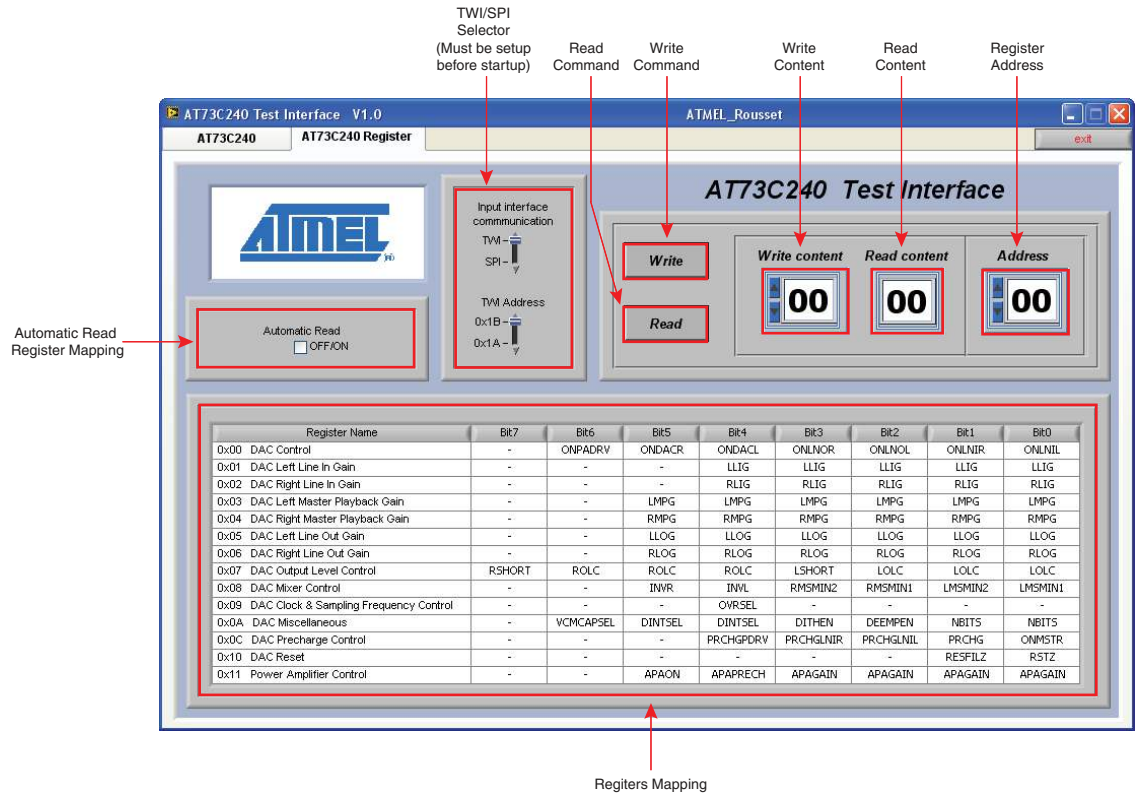 TWI/SPI
Selector
(Must be setup
before startup)
Read
Command
Write
Command
Write
Content
Read
Content
Register
Address
AT73C240 Test Interface V1.0
ATMEL_Rousset
AT73C240
AT73C240 Register
exit
ATMEL
Input interface
commmunication
TWI
SPI
TWI Address
0x1B
0x1A
AT73C240 Test Interface
Write
Read
Write content
Read content
Address
00
00
00
Automatic Read
Register Mapping
Automatic Read
OFF/ON
Register Name Bit7 Bit6 Bit5 Bit4 Bit3 Bit2 Bit1 Bit0
0x00 DAC Control - ONPADRV ONDACR ONDACL ONLNOR ONLNOL ONLNIR ONLNIL
0x01 DAC Left Line In Gain - - - LLIG LLIG LLIG LLIG LLIG
0x02 DAC Right Line In Gain - - - RLIG RLIG RLIG RLIG RLIG
0x03 DAC Left Master Playback Gain - - LMPG LMPG LMPG LMPG LMPG LMPG
0x04 DAC Right Master Playback Gain - - RMPG RMPG RMPG RMPG RMPG RMPG
0x05 DAC Left Line Out Gain - - LLOG LLOG LLOG LLOG LLOG LLOG
0x06 DAC Right Line Out Gain - - RLOG RLOG RLOG RLOG RLOG RLOG
0x07 DAC Output Level Control RSHORT ROLC ROLC ROLC LSHORT LOLC LOLC LOLC
0x08 DAC Mixer Control - - INVR INVL RMSMIN2 RMSMIN1 LMSMIN2 LMSMIN1
0x09 DAC Clock & Sampling Frequency Control - - - OVRSEL - - - -
0x0A DAC Miscellaneous - VCMCAPSEL DINTSEL DINTSEL DITHEN DEEMPEN NBITS NBITS
0x0C DAC Precharge Control - - - PRCHGPDRV PRCHGLNIR PRCHGLNIL PRCHG ONMSTR
0x10 DAC Reset - - - - - - RESFILZ RSTZ
0x11 Power Amplifier Control - - APAON APAPRECH APAGAIN APAGAIN APAGAIN APAGAIN
Regiters Mapping